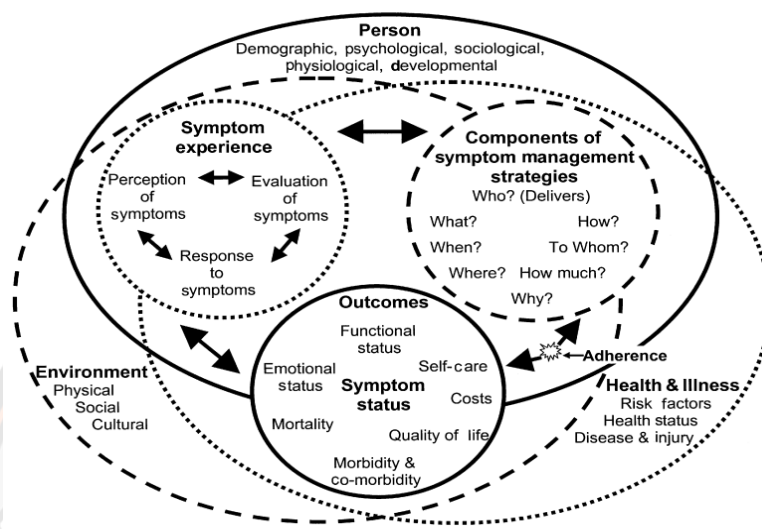 Person
Demographic, psychological, sociological,
physiological, developmental
Symptom
experience
Perception
of
symptoms
Evaluation
of symptoms
Response
to
symptoms
Components of
symptom management
strategies
Who? (Delivers)
What?
How?
When?
To Whom?
Where?
How much?
Why?
Outcomes
Functional
status
Emotional
status
Self-care
Symptom
status
Costs
Mortality
Quality of life
Morbidity &
co-morbidity
Adherence
Environment
Physical
Social
Cultural
Health & Illness
Risk factors
Health status
Disease & injury